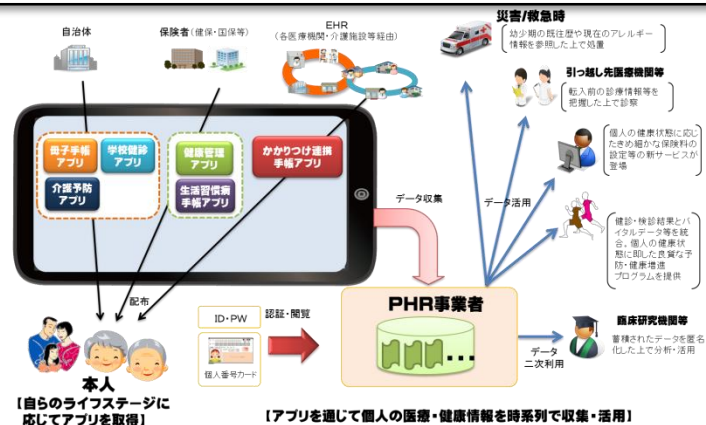 自治体
保険者(健保・国保等)
EHR
(各医療機関・介護施設等経由)
災害/救急時
幼少期の既往歴や現在のアレルギー
情報を参照した上で処置
引っ越し先医療機関等
転入前の診療情報等を
把握した上で診察
個人の健康状態に応じ
たきめ細かな保険料の
設定等の新サービスが
登場
健診・検診結果とバ
イタルデータ等を統
合。個人の健康状
態に即した良質な予
防・健康増進
プログラムを提供
母子手帳
アプリ
学校健診
アプリ
介護予防
アプリ
健康管理
アプリ
生活習慣病
手帳アプリ
かかりつけ連携
手帳アプリ
データ収集
データ活用
配布
ID・PW
個人番号カード
認証・閲覧
PHR事業者
データ
二次利用
臨床研究機関等
蓄積されたデータを匿名
化した上で分析・活用
本人
【自らのライフステージに
応じてアプリを取得】
【アプリを通じて個人の医療・健康情報を時系列で収集・活用】